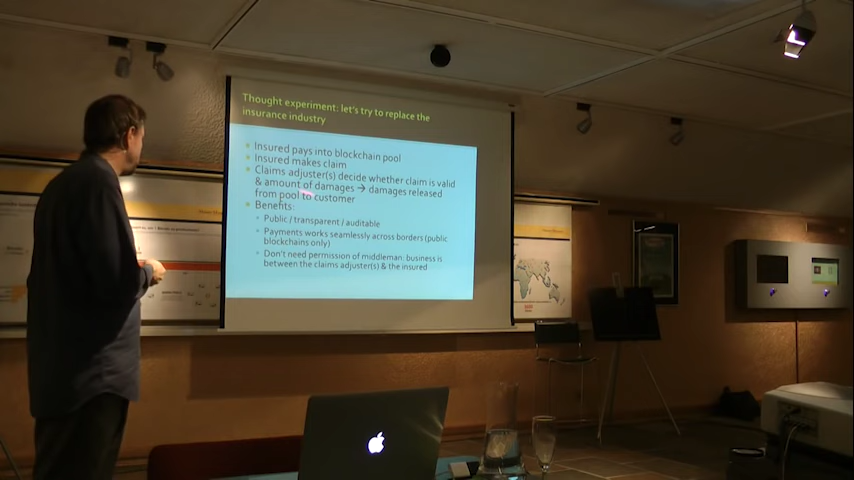 Thought experiment: let's try to replace the
insurance industry
Insured pays into blockchain pool
Insured makes claim
Claims adjuster(s) decide whether claim is valid
& amount of damages → damages released
from pool to customer
Benefits:
Public / transparent / auditable
Payments works seamlessly across borders (public
blockchains only)
Don't need permission of middleman: business is
between the claims adjuster(s) & the insured